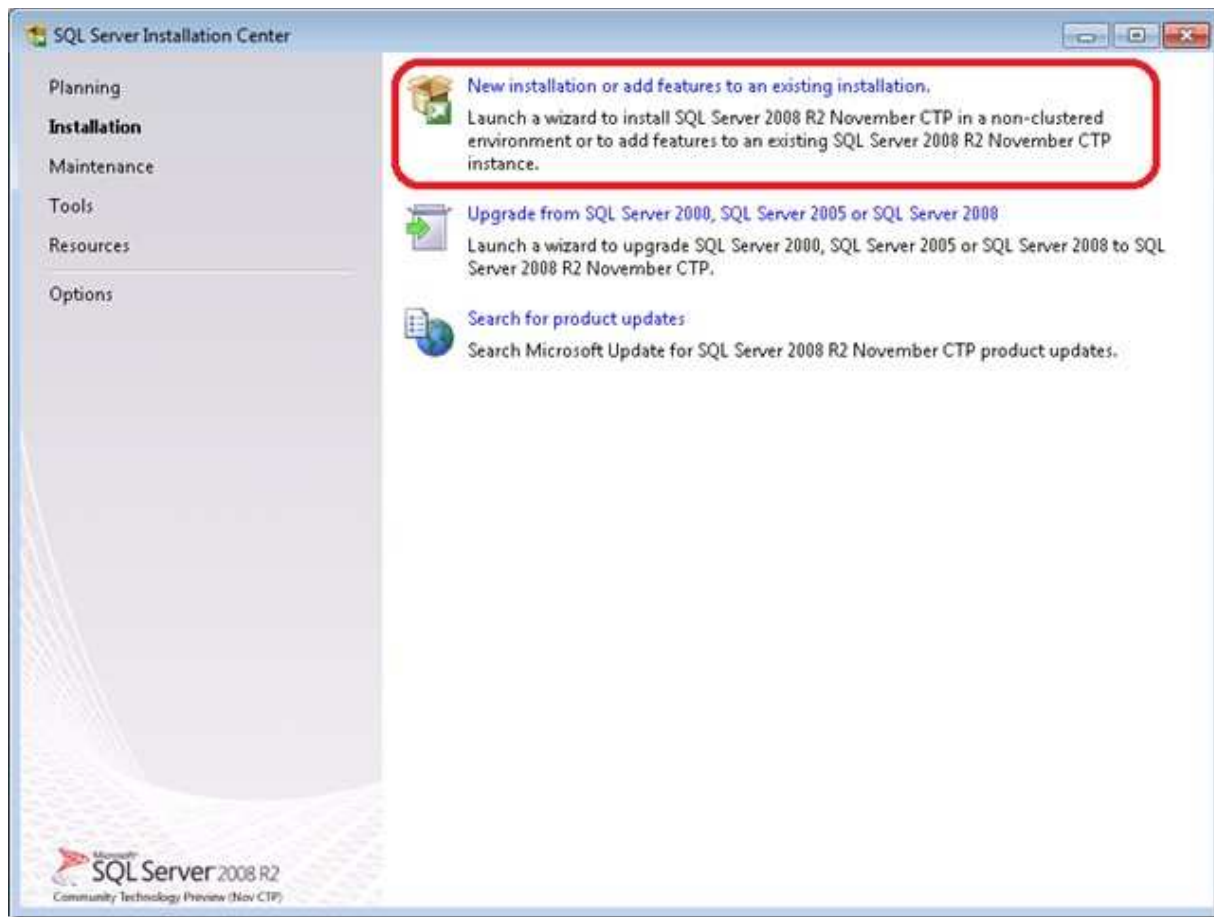 SQL Server Installation Center
Planning
Installation
Maintenance
Tools
Resources
Options
New installation or add features to an existing installation.
Launch a wizard to install SQL Server 2008 R2 November CTP in a non-clustered
environment or to add features to an existing SQL Server 2008 R2 November CTP
instance.
Upgrade from SQL Server 2000, SQL Server 2005 or SQL Server 2008
Launch a wizard to upgrade SQL Server 2000, SQL Server 2005 or SQL Server 2008 to SQL
Server 2008 R2 November CTP.
Search for product updates
Search Microsoft Update for SQL Server 2008 R2 November CTP product updates.
Microsoft
SQL Server 2008 R2
Community Technology Preview (Nov CTP)